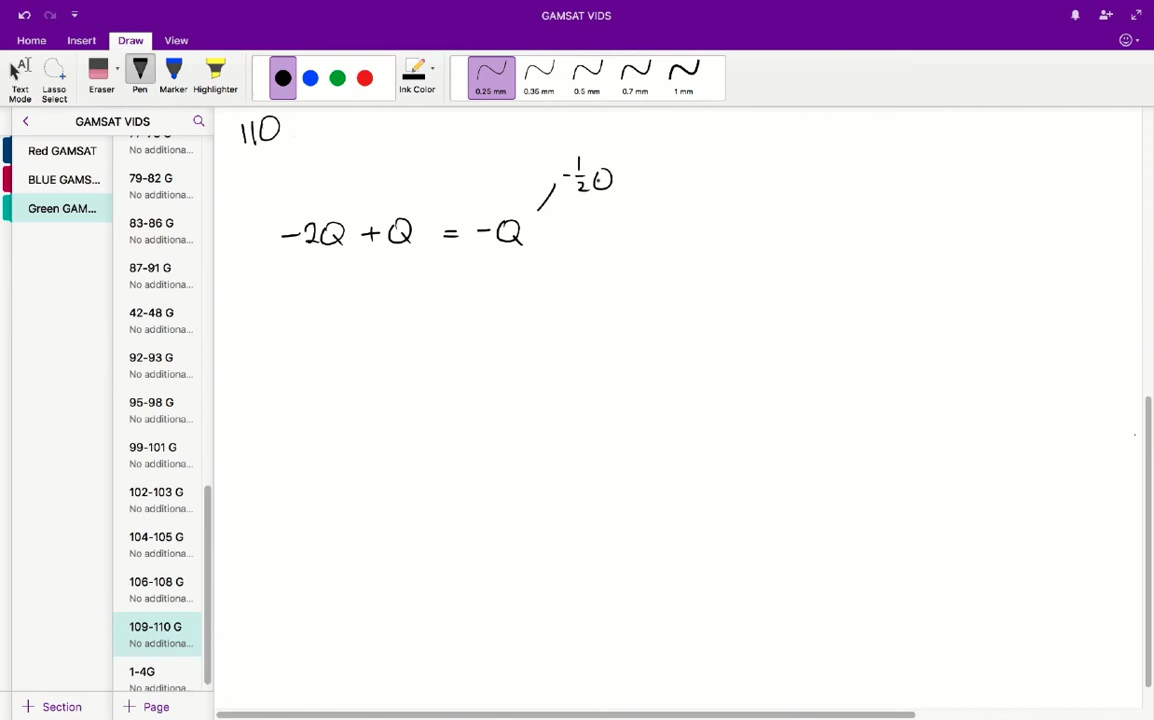 GAMSAT VIDS
Home Insert Draw View
Text Mode
Lasso Select
Eraser
Pen
Marker
Highlighter
Ink Color
0.25 mm
0.35 mm
0.5 mm
0.7 mm
1 mm
GAMSAT VIDS
Red GAMSAT
BLUE GAMS...
Green GAM...
No additiona...
79-82 G
No additiona...
83-86 G
No additiona...
87-91 G
No additiona...
42-48 G
No additiona...
92-93 G
No additiona...
95-98 G
No additiona...
99-101 G
No additiona...
102-103 G
No additiona...
104-105 G
No additiona...
106-108 G
No additiona...
109-110 G
No additiona...
1-4G
No additiona...
+ Section
+ Page
110
-1/2 Q
-2Q + Q = -Q